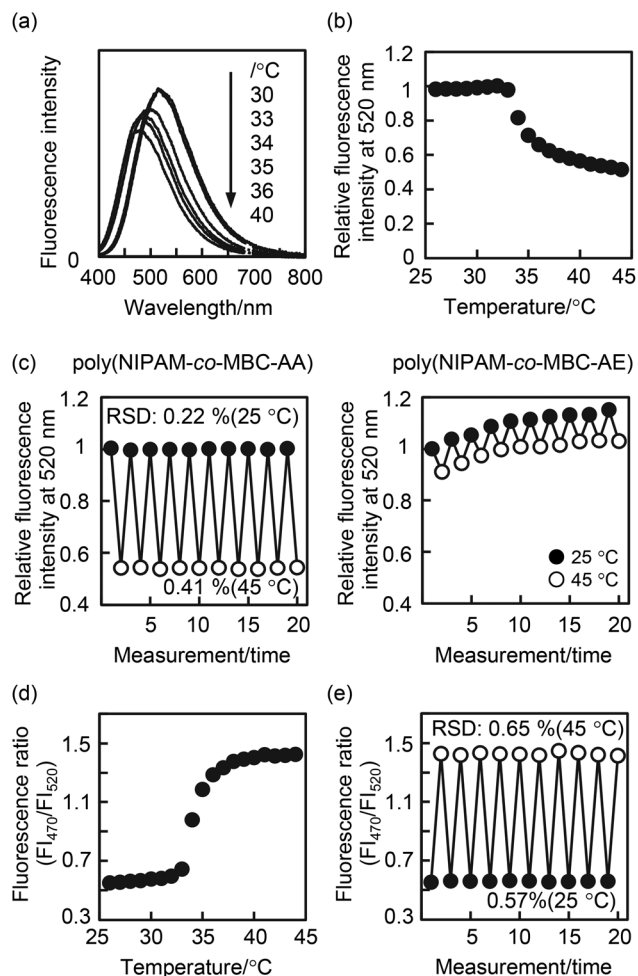 (a)
Fluorescence intensity
0
400 500 600 700 800
Wavelength/nm
/°C
30
33
34
35
36
40
(b)
Relative fluorescence
intensity at 520 nm
1.2
1
0.8
0.6
0.4
0.2
0
25 30 35 40 45
Temperature/°C
(c)
poly(NIPAM-co-MBC-AA)
Relative fluorescence
intensity at 520 nm
1.2
1
0.8
0.6
0.4
RSD: 0.22 %(25 °C)
0.41 %(45 °C)
5 10 15 20
Measurement/time
poly(NIPAM-co-MBC-AE)
Relative fluorescence
intensity at 520 nm
1.2
1
0.8
0.6
0.4
25 °C
45 °C
5 10 15 20
Measurement/time
(d)
Fluorescence ratio
(FI470/FI520)
1.5
1.1
0.7
0.3
25 30 35 40 45
Temperature/°C
(e)
Fluorescence ratio
(FI470/FI520)
1.5
1.1
0.7
0.3
RSD: 0.65 %(45 °C)
0.57%(25 °C)
5 10 15 20
Measurement/time